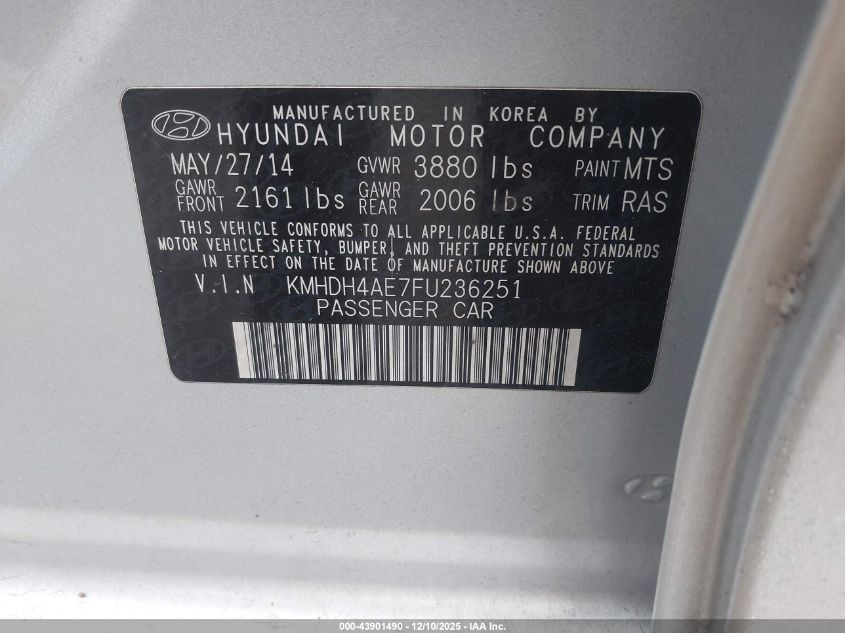 MANUFACTURED IN KOREA BY
HYUNDAI MOTOR COMPANY
MAY/27/14 GVWR 3880 lbs PAINT MTS
GAWR FRONT 2161 lbs GAWR REAR 2006 lbs TRIM RAS
THIS VEHICLE CONFORMS TO ALL APPLICABLE U.S.A. FEDERAL
MOTOR VEHICLE SAFETY, BUMPER, AND THEFT PREVENTION STANDARDS
IN EFFECT ON THE DATE OF MANUFACTURE SHOWN ABOVE
V.I.N KMHDH4AE7FU236251
PASSENGER CAR
000-43901490 - 12/10/2025 - IAA Inc.